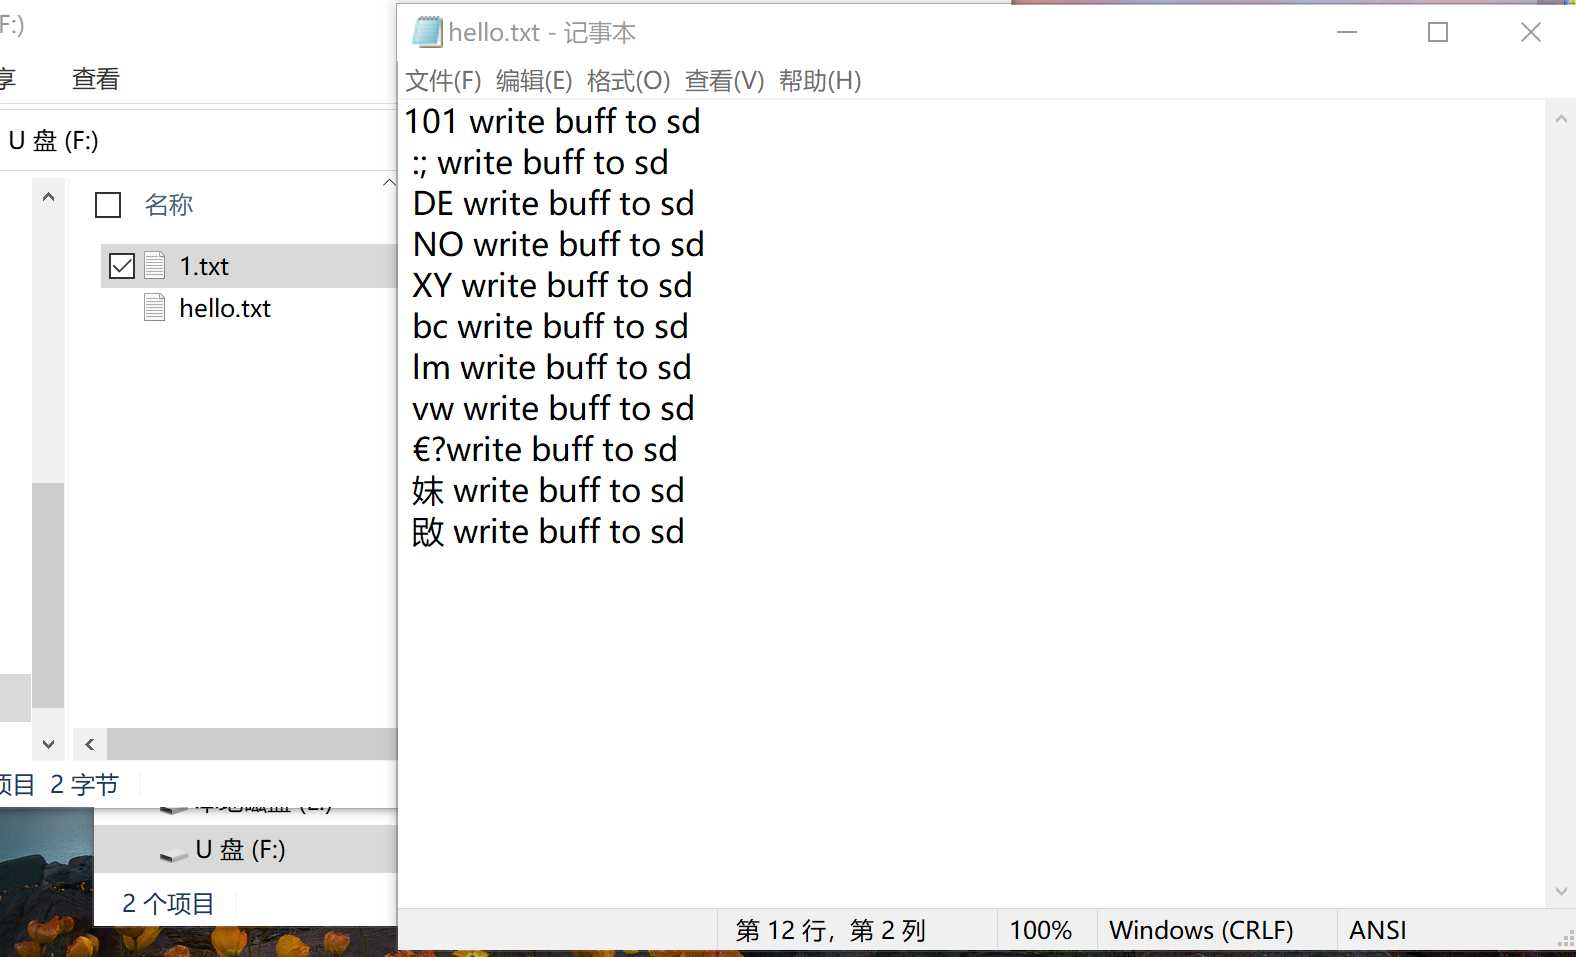 F:)
享 查看
U 盘 (F:)
名称
1.txt
hello.txt
项目 2 字节
U 盘 (F:)
2 个项目
hello.txt - 记事本
文件(F) 编辑(E) 格式(O) 查看(V) 帮助(H)
101 write buff to sd
:; write buff to sd
DE write buff to sd
NO write buff to sd
XY write buff to sd
bc write buff to sd
lm write buff to sd
vw write buff to sd
€?write buff to sd
妹 write buff to sd
敃 write buff to sd
第 12 行，第 2 列
100%
Windows (CRLF)
ANSI